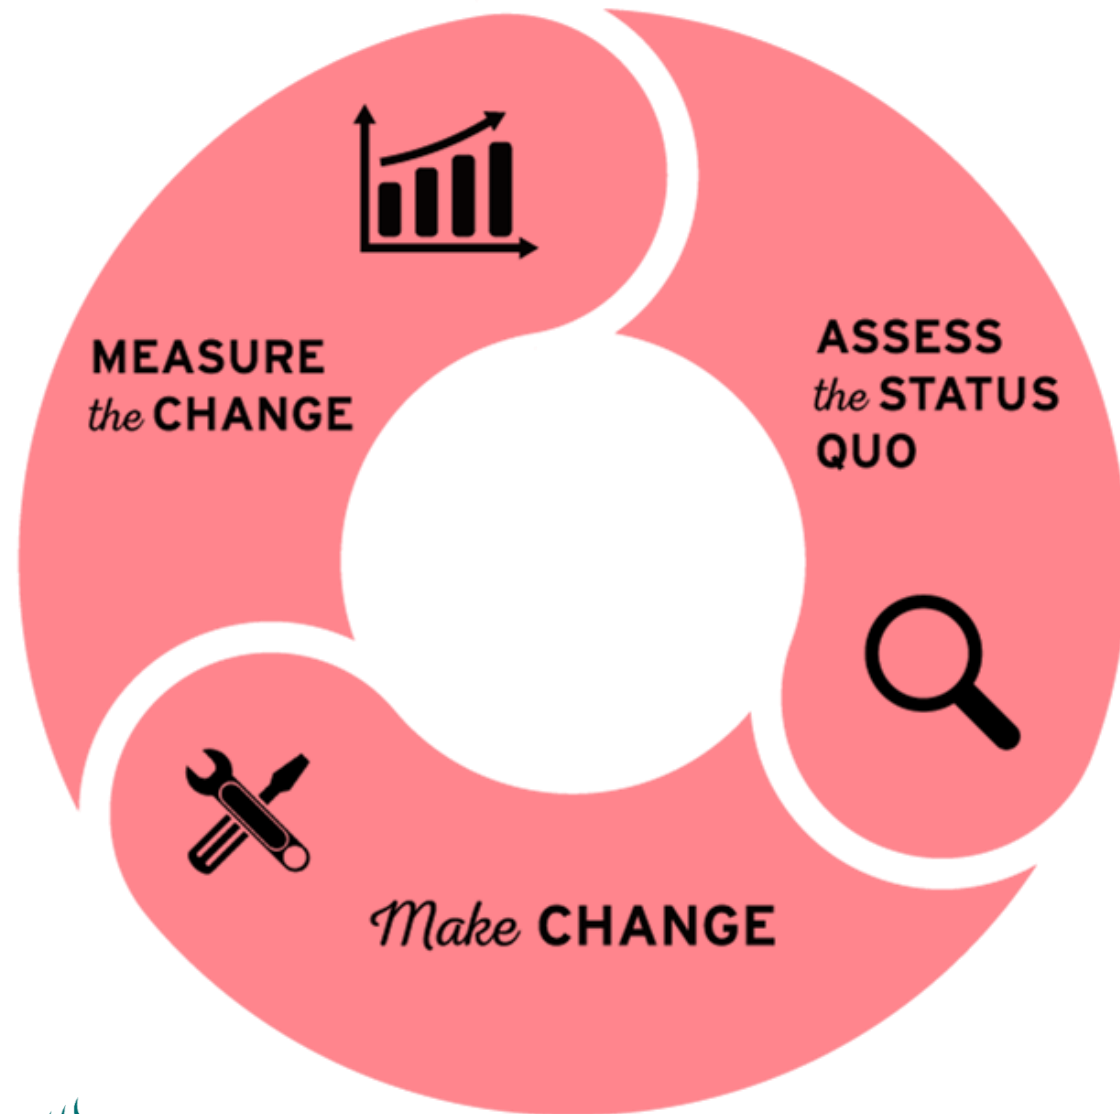 MEASURE
the CHANGE
ASSESS
the STATUS
QUO
Make CHANGE